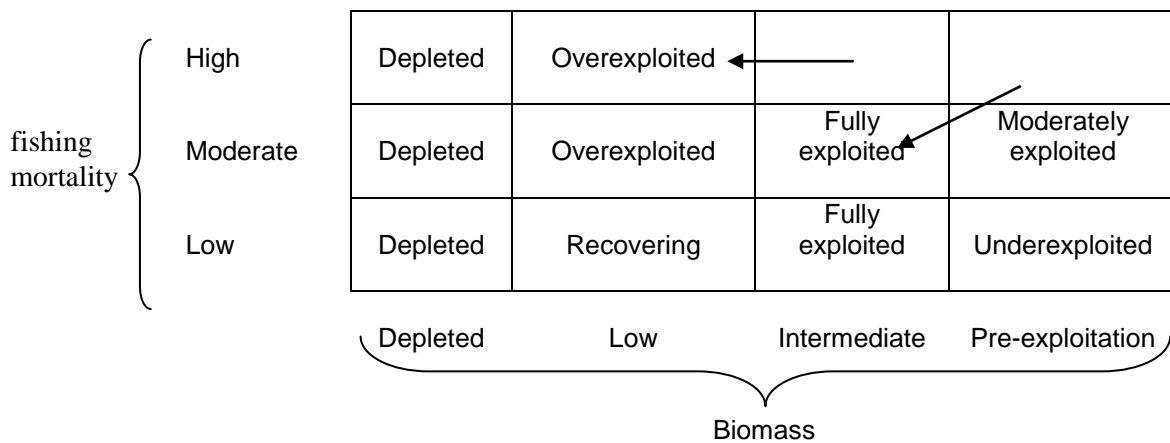 High Depleted Overexploited
fishing
mortality
Moderate Depleted Overexploited Fully
exploited Moderately
exploited
Low Depleted Recovering Fully
exploited Underexploited
Depleted Low Intermediate Pre-exploitation
Biomass